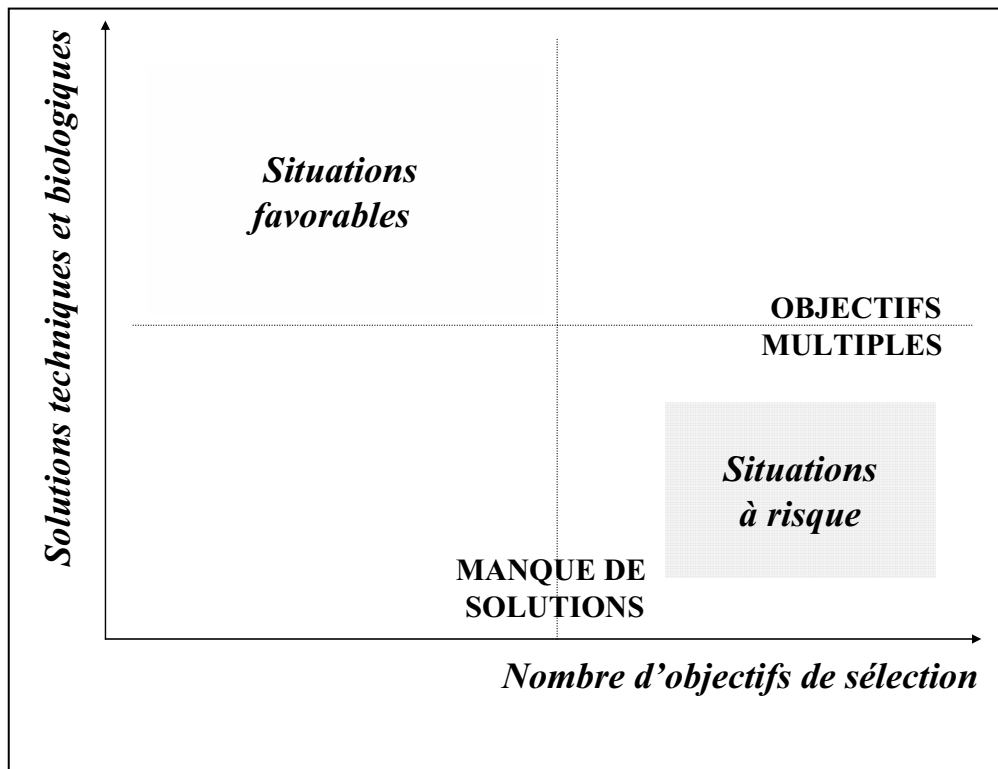 Solutions techniques et biologiques
Situations
favorables
OBJECTIFS
MULTIPLES
Situations
à risque
MANQUE DE
SOLUTIONS
Nombre d’objectifs de sélection